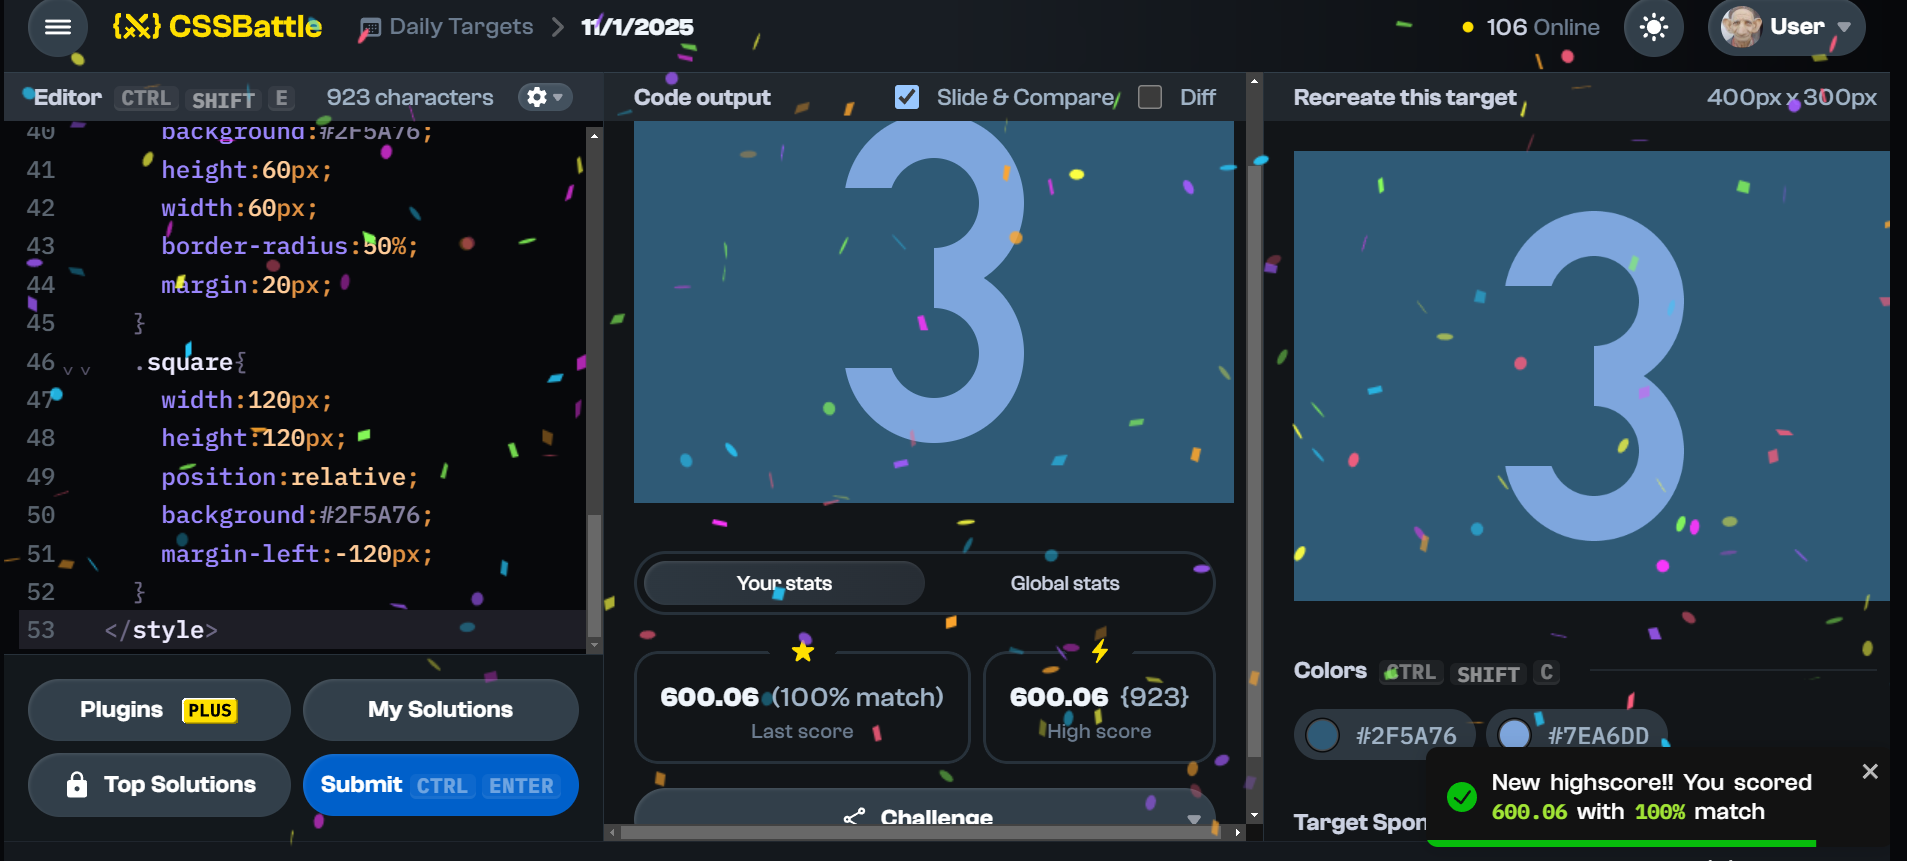 {X} CSSBattle
Daily Targets > 11/1/2025
106 Online
User
Editor CTRL SHIFT E 923 characters
40 background:#2F5A76;
41 height:60px;
42 width:60px;
43 border-radius:50%;
44 margin:20px;
45 }
46 .square{
47 width:120px;
48 height:120px;
49 position:relative;
50 background:#2F5A76;
51 margin-left:-120px;
52 }
53 </style>
Plugins PLUS
My Solutions
Top Solutions
Submit CTRL ENTER
Code output Slide & Compare Diff
3
Your stats Global stats
600.06 (100% match)
Last score
600.06 {923}
High score
Challenge
Recreate this target 400px x 300px
3
Colors CTRL SHIFT C
#2F5A76 #7EA6DD
Target Spon
New highscore!! You scored
600.06 with 100% match